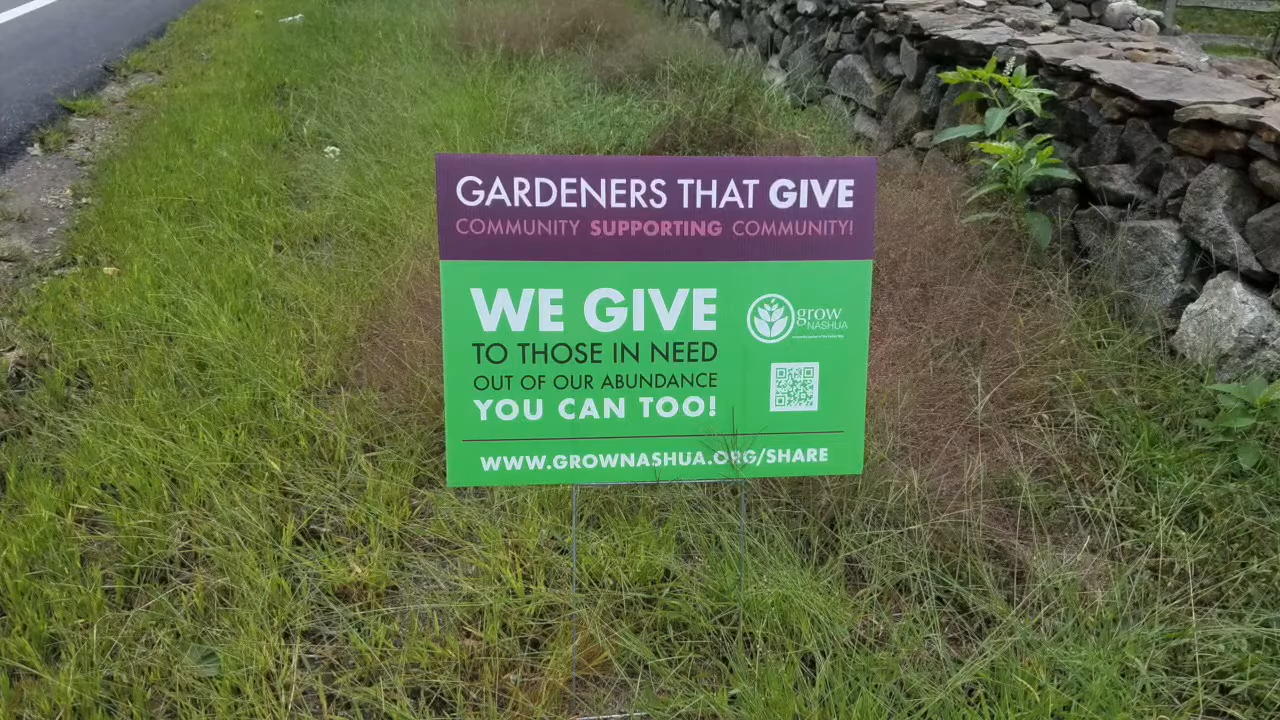 GARDENERS THAT GIVE
COMMUNITY SUPPORTING COMMUNITY!
WE GIVE
TO THOSE IN NEED
OUT OF OUR ABUNDANCE
YOU CAN TOO!
grow
NASHUA
WWW.GROWNASHUA.ORG/SHARE